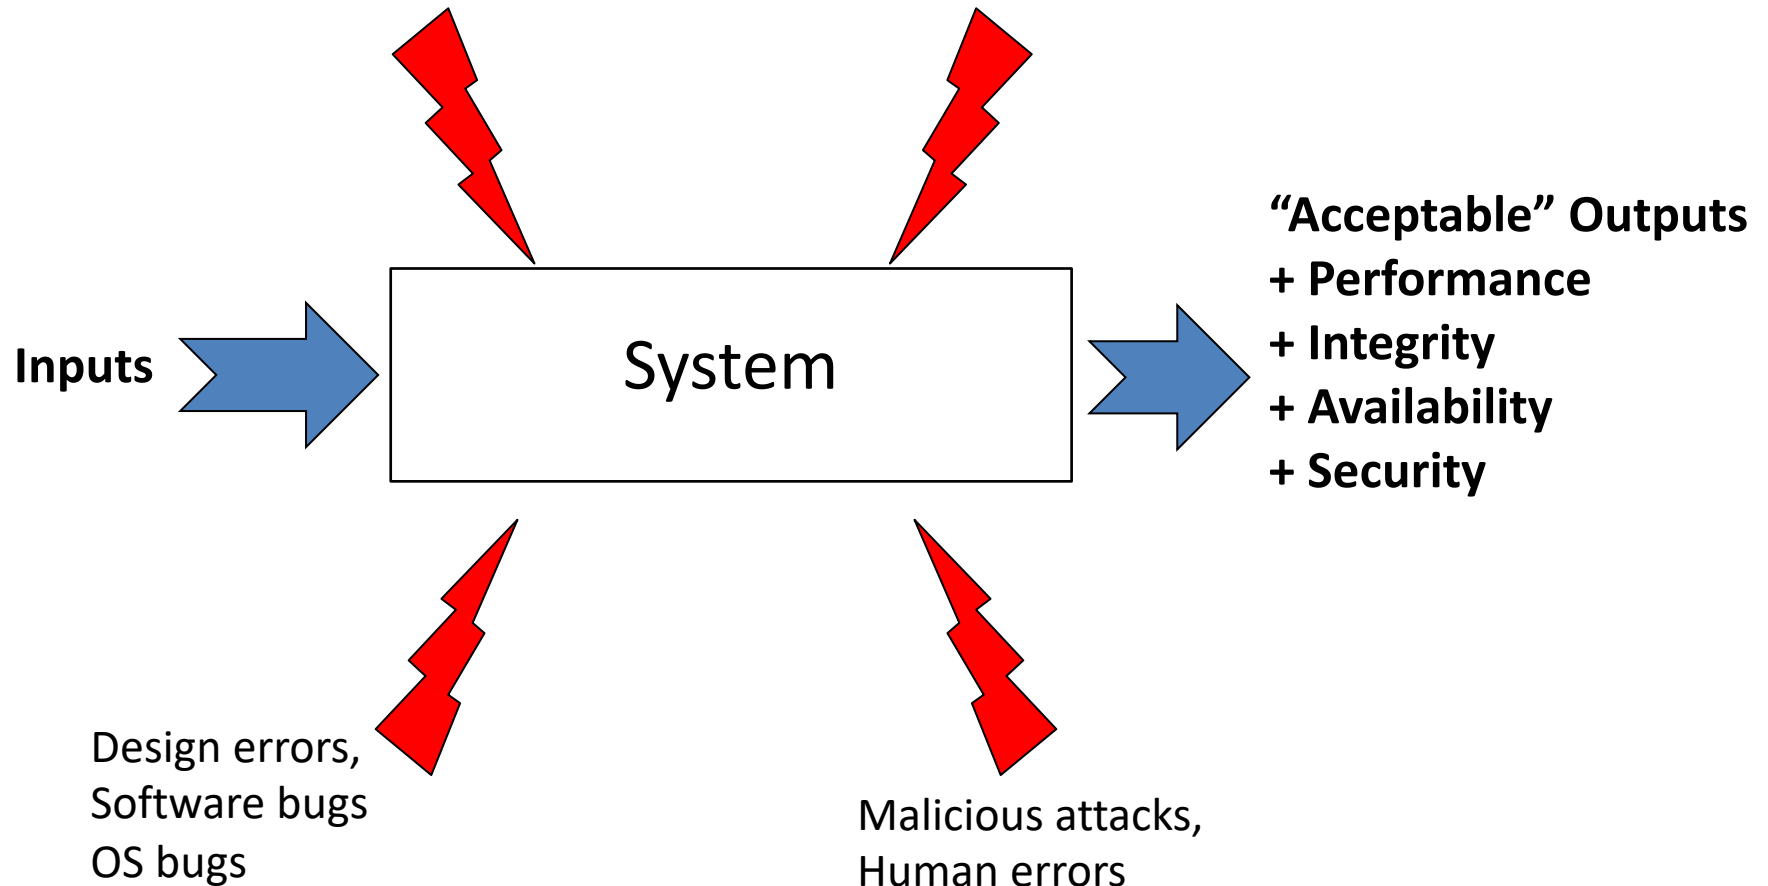 “Acceptable” Outputs
+ Performance
+ Integrity
+ Availability
+ Security
Inputs
System
Design errors,
Software bugs
OS bugs
Malicious attacks,
Human errors